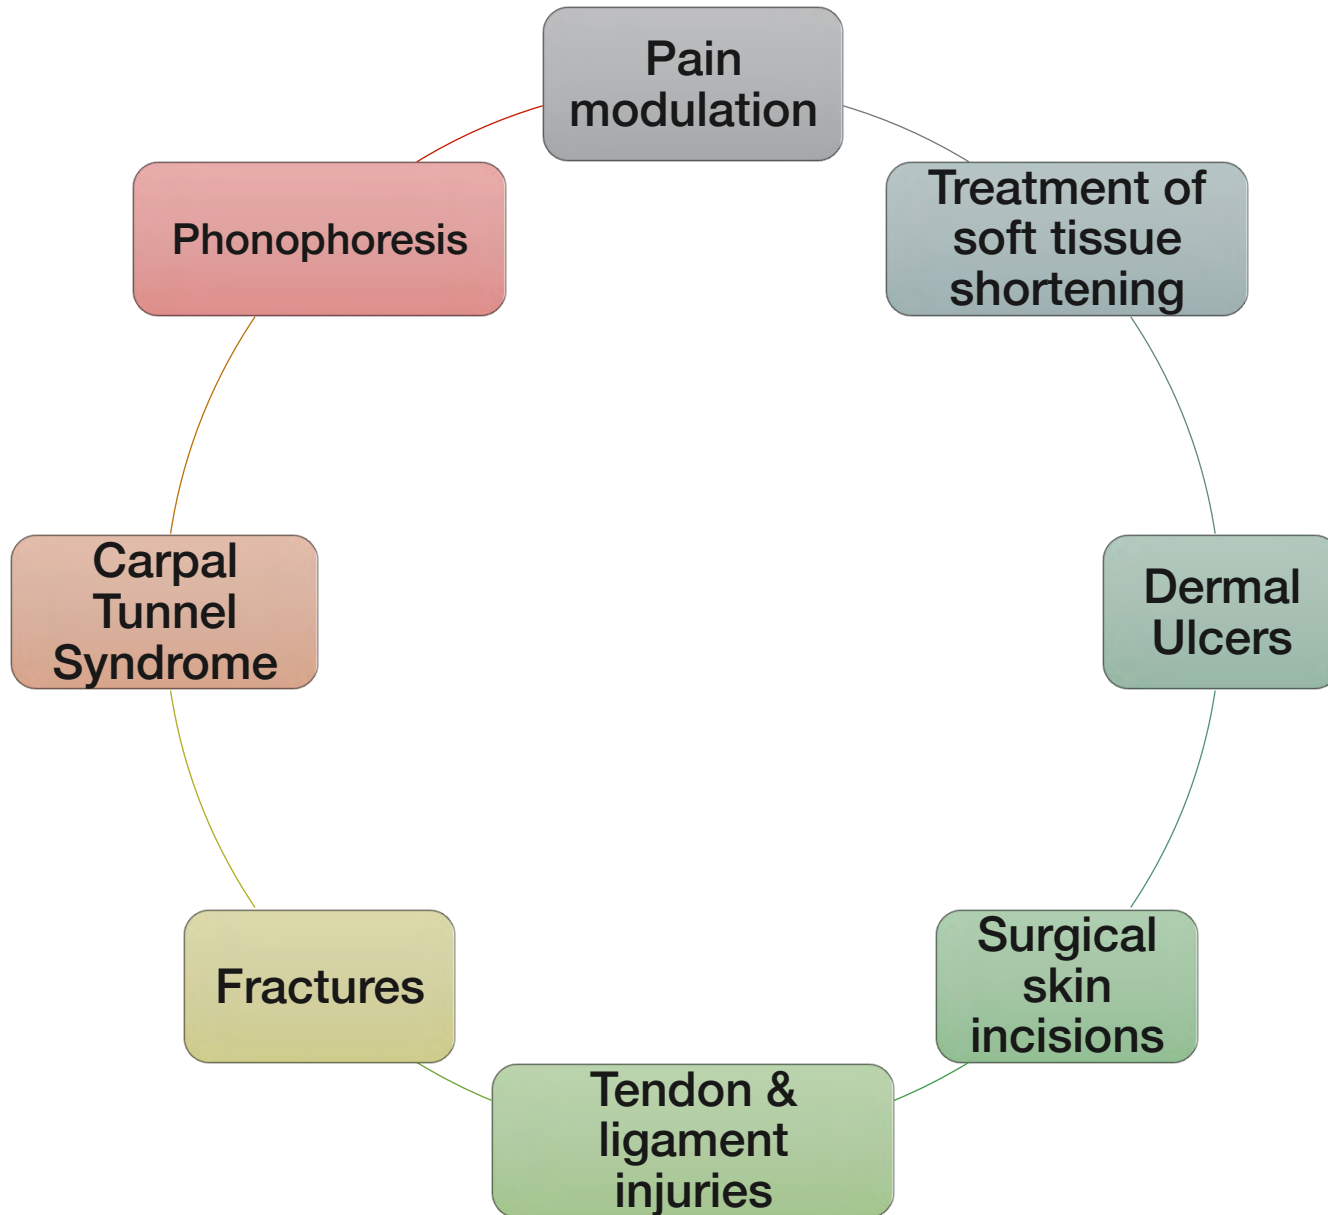 Pain
modulation
Treatment of
soft tissue
shortening
Dermal
Ulcers
Surgical
skin
incisions
Tendon &
ligament
injuries
Fractures
Carpal
Tunnel
Syndrome
Phonophoresis